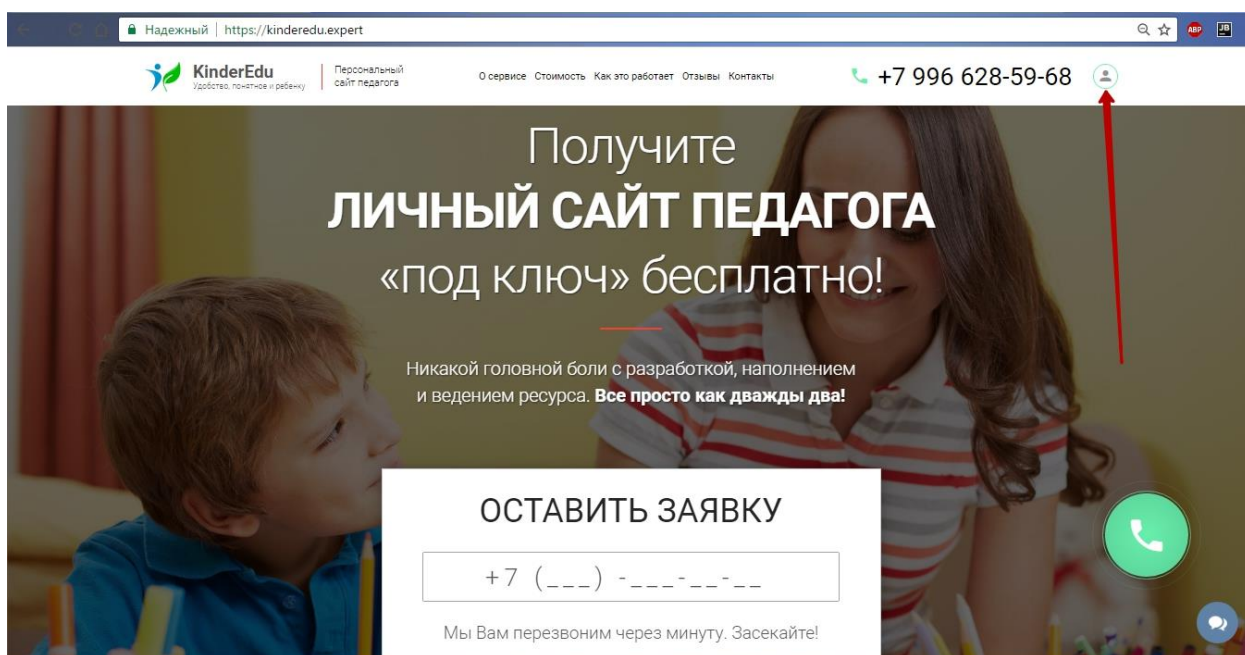 Надежный | https://kinderedu.expert
ABP
JB
KinderEdu
Удобство, понятное и ребенку
Персональный
сайт педагога
О сервисе Стоимость Как это работает Отзывы Контакты
+7 996 628-59-68
Получите
ЛИЧНЫЙ САЙТ ПЕДАГОГА
«под ключ» бесплатно!
Никакой головной боли с разработкой, наполнением
и ведением ресурса. Все просто как дважды два!
ОСТАВИТЬ ЗАЯВКУ
+7 (___) -___-__-__
Мы Вам перезвоним через минуту. Засекайте!